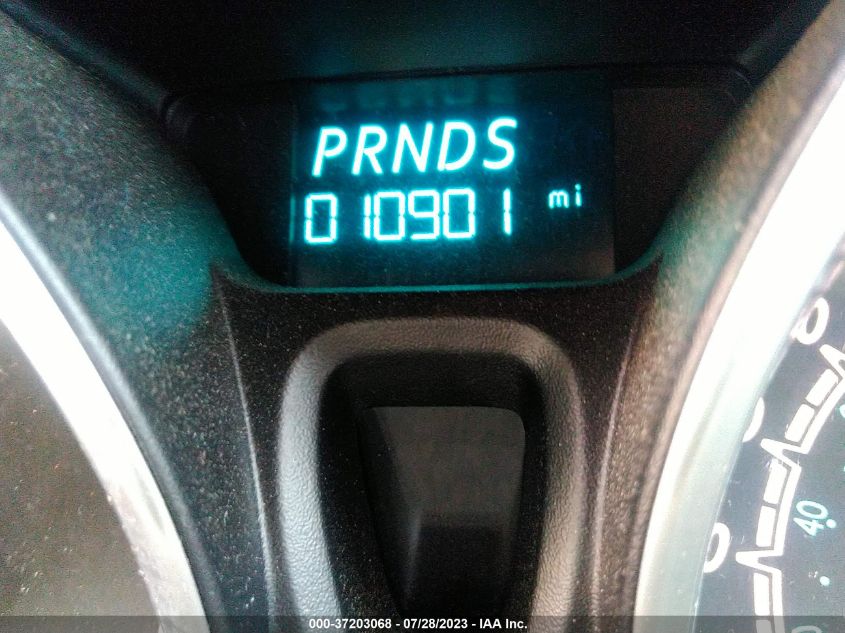 PRNDS
010901 mi
40
000-37203068 - 07/28/2023 - IAA Inc.